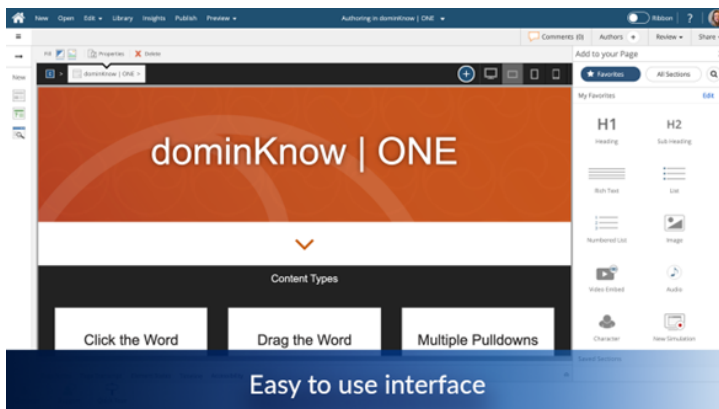 New Open Edit Library Insights Publish Preview Authoring in dominKnow | ONE Ribbon ?
Comments (0) Authors + Review Share
Fill Properties X Delete Add to your Page
New dominKnow | ONE > Favorites All Sections
My Favorites Edit
dominKnow | ONE
H1 H2
Heading Sub Heading
Rich Text List
Numbered List Image
Content Types
Video Embed Audio
Click the Word Drag the Word Multiple Pulldowns
Character New Simulation
Saved Sections
Easy to use interface